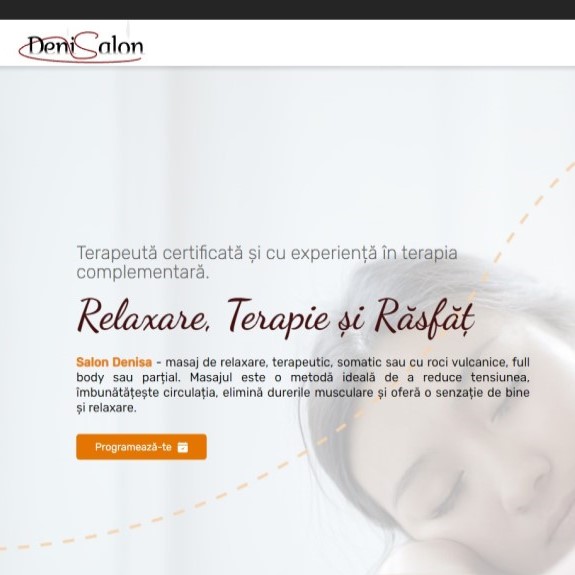 DeniSalon
Terapeută certificată și cu experiență în terapia
complementară.
Relaxare, Terapie și Răsfăț
Salon Denisa - masaj de relaxare, terapeutic, somatic sau cu roci vulcanice, full
body sau parțial. Masajul este o metodă ideală de a reduce tensiunea,
îmbunătățește circulația, elimină durerile musculare și oferă o senzație de bine
și relaxare.
Programează-te